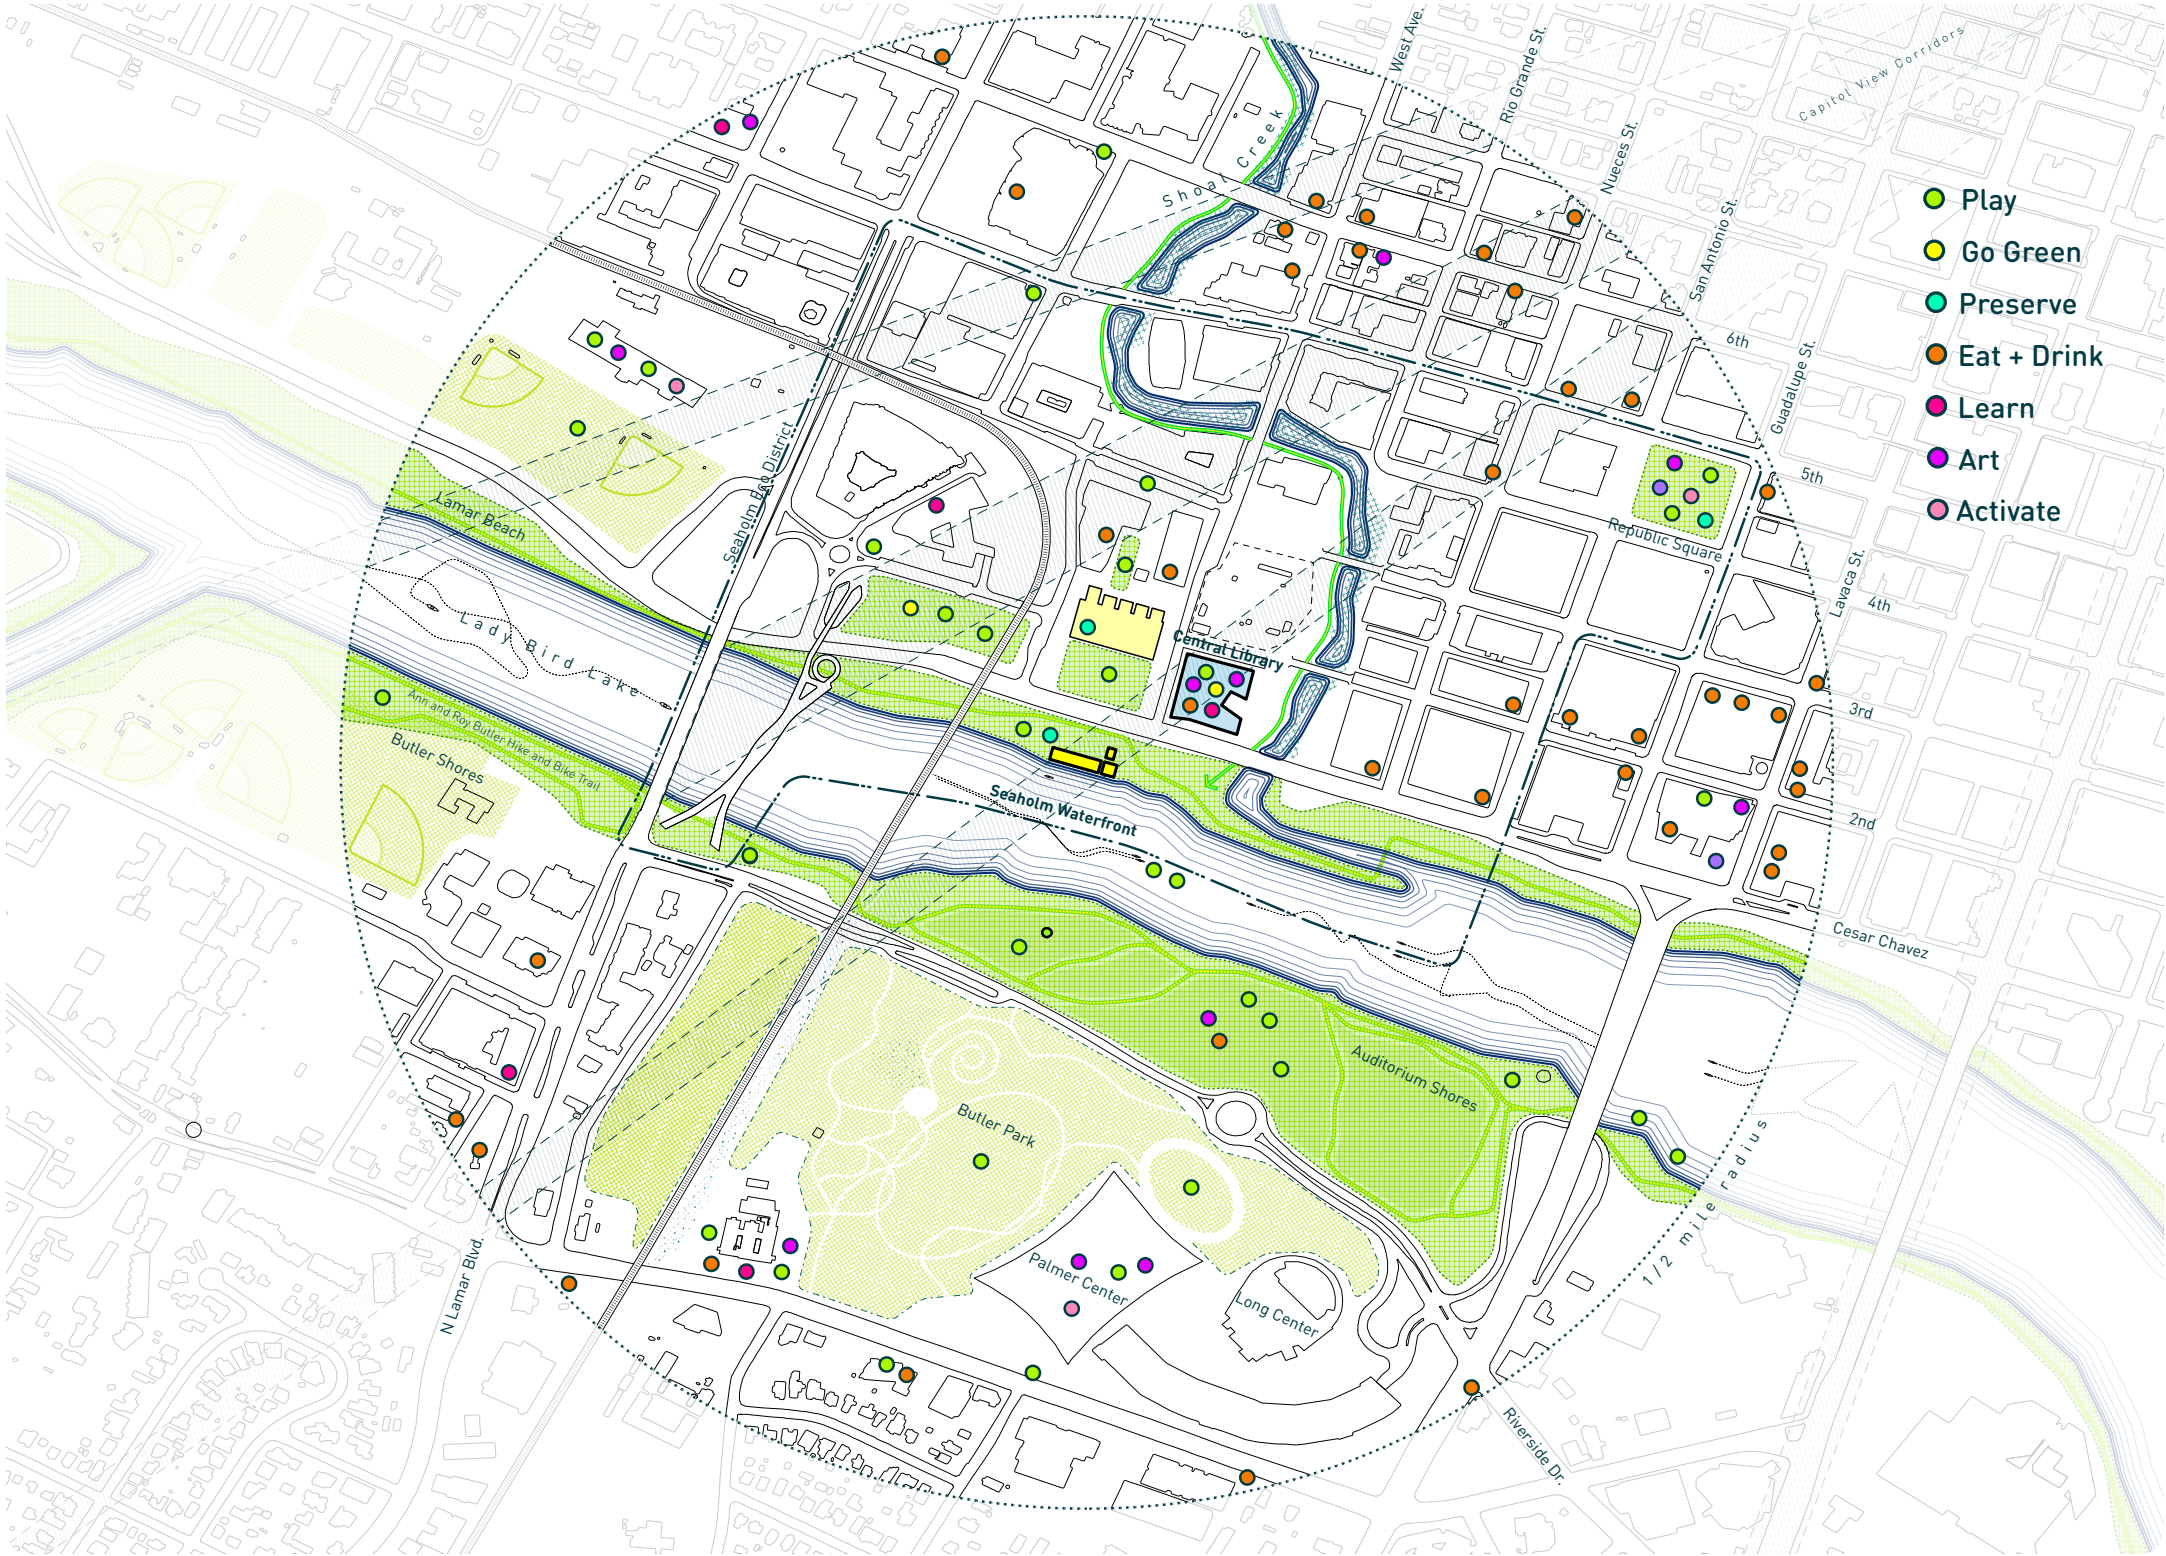 West Ave.
Rio Grande St.
Capitol View Corridors
Shoal Creek
Nueces St.
San Antonio St.
Play
Go Green
Preserve
Eat + Drink
Learn
Art
Activate
6th
Guadalupe St.
5th
Seaholm Eco District
Lamar Beach
Republic Square
Lavaca St.
4th
Lady Bird Lake
Central Library
Ann and Roy Butler Hike and Bike Trail
Butler Shores
3rd
Seaholm Waterfront
2nd
Cesar Chavez
Auditorium Shores
Butler Park
1/2 mile radius
Palmer Center
Long Center
N Lamar Blvd.
Riverside Dr.